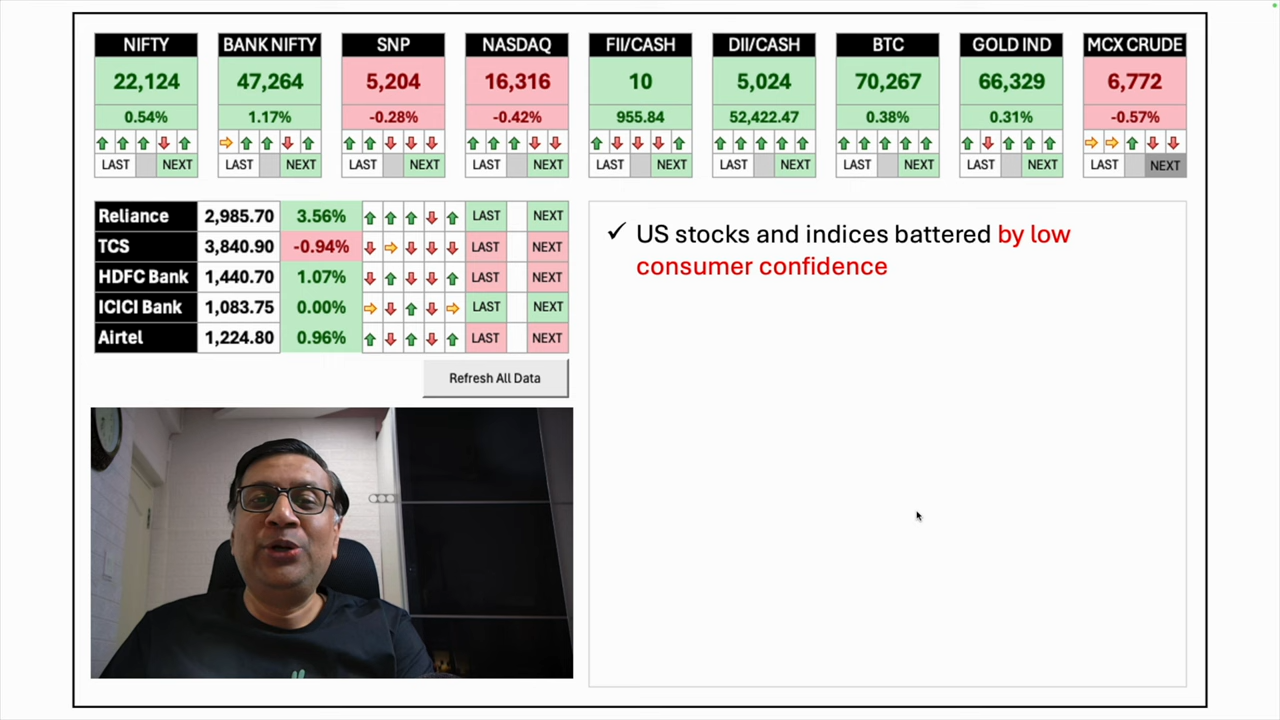 NIFTY BANK NIFTY SNP NASDAQ FII/CASH DII/CASH BTC GOLD IND MCX CRUDE
22,124 47,264 5,204 16,316 10 5,024 70,267 66,329 6,772
0.54% 1.17% -0.28% -0.42% 955.84 52,422.47 0.38% 0.31% -0.57%
LAST NEXT LAST NEXT LAST NEXT LAST NEXT LAST NEXT LAST NEXT LAST NEXT LAST NEXT LAST NEXT
Reliance 2,985.70 3.56% LAST NEXT
TCS 3,840.90 -0.94% LAST NEXT
HDFC Bank 1,440.70 1.07% LAST NEXT
ICICI Bank 1,083.75 0.00% LAST NEXT
Airtel 1,224.80 0.96% LAST NEXT
Refresh All Data
✓ US stocks and indices battered by low
consumer confidence